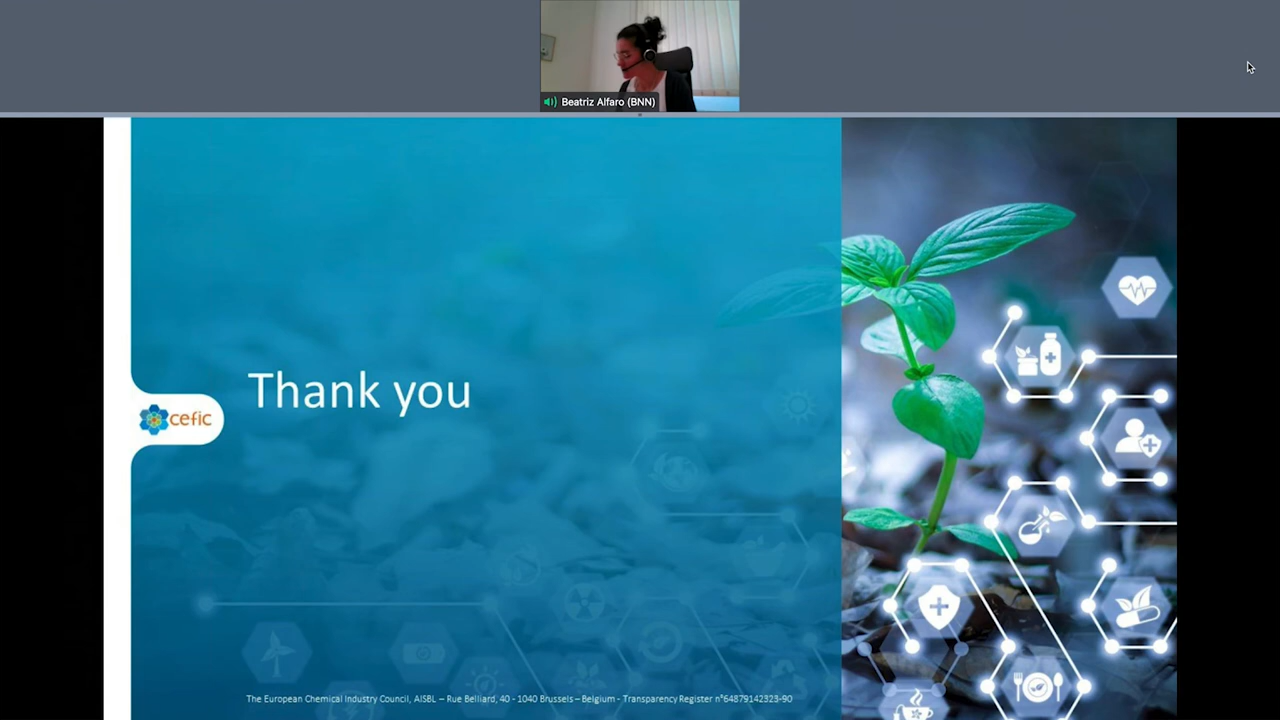 Beatriz Alfaro (BNN)
Thank you
cefic
The European Chemical Industry Council, AISBL – Rue Belliard, 40 - 1040 Brussels – Belgium - Transparency Register n°64879142323-90